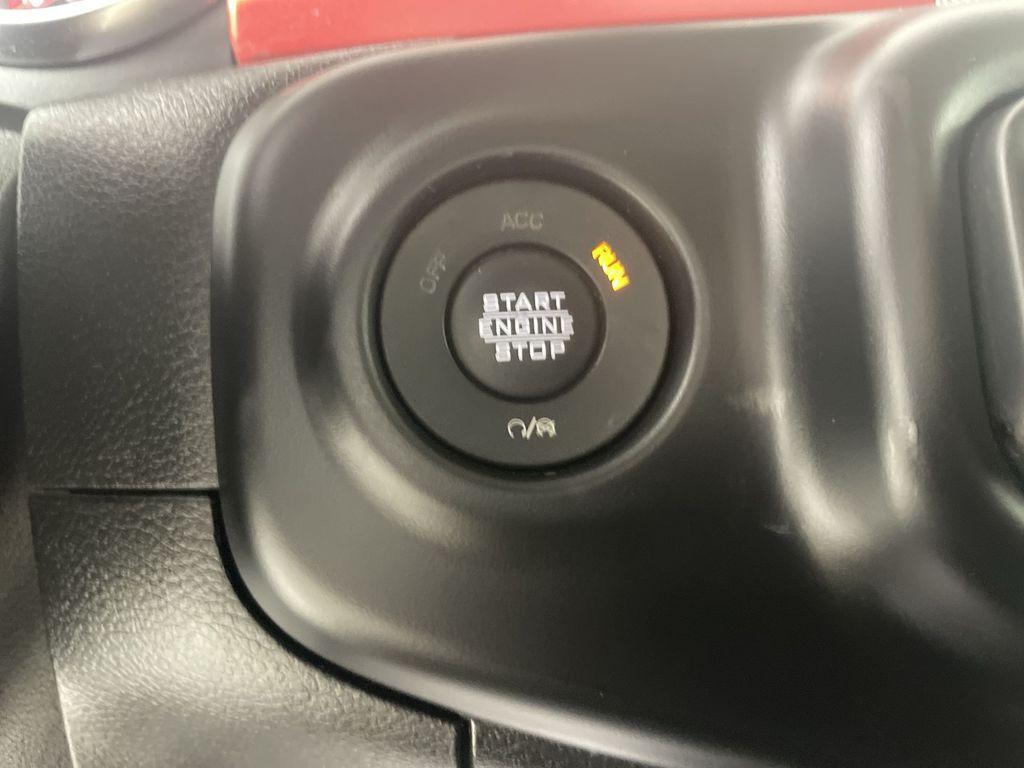 ACC
OFF
RUN
START
ENGINE
STOP